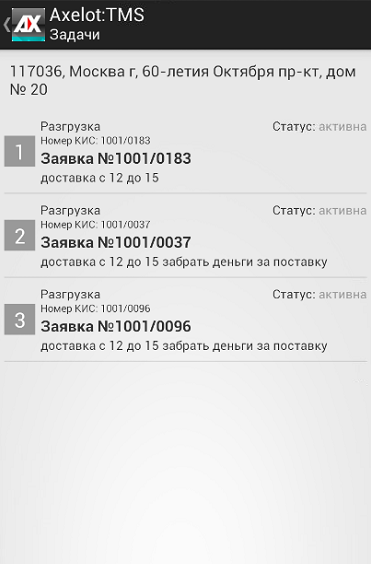 AX
Axelot:TMS
Задачи
117036, Москва г, 60-летия Октября пр-кт, дом
№ 20
Разгрузка Статус: активна
Номер КИС: 1001/0183
1 Заявка №1001/0183
доставка с 12 до 15
Разгрузка Статус: активна
Номер КИС: 1001/0037
2 Заявка №1001/0037
доставка с 12 до 15 забрать деньги за поставку
Разгрузка Статус: активна
Номер КИС: 1001/0096
3 Заявка №1001/0096
доставка с 12 до 15 забрать деньги за поставку